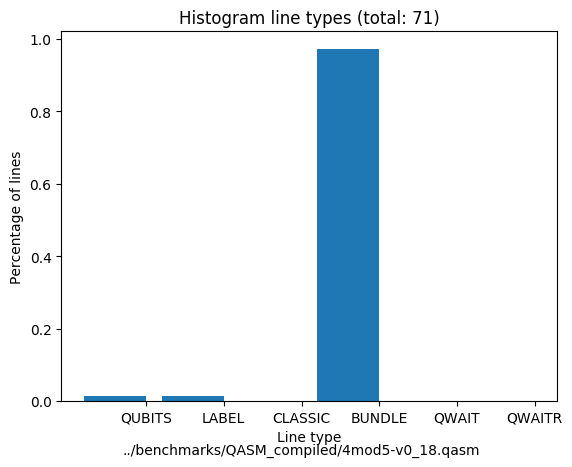 Histogram line types (total: 71)
1.0
0.8
0.6
0.4
0.2
0.0
Percentage of lines
QUBITS LABEL CLASSIC BUNDLE QWAIT QWAITR
Line type
../benchmarks/QASM_compiled/4mod5-v0_18.qasm